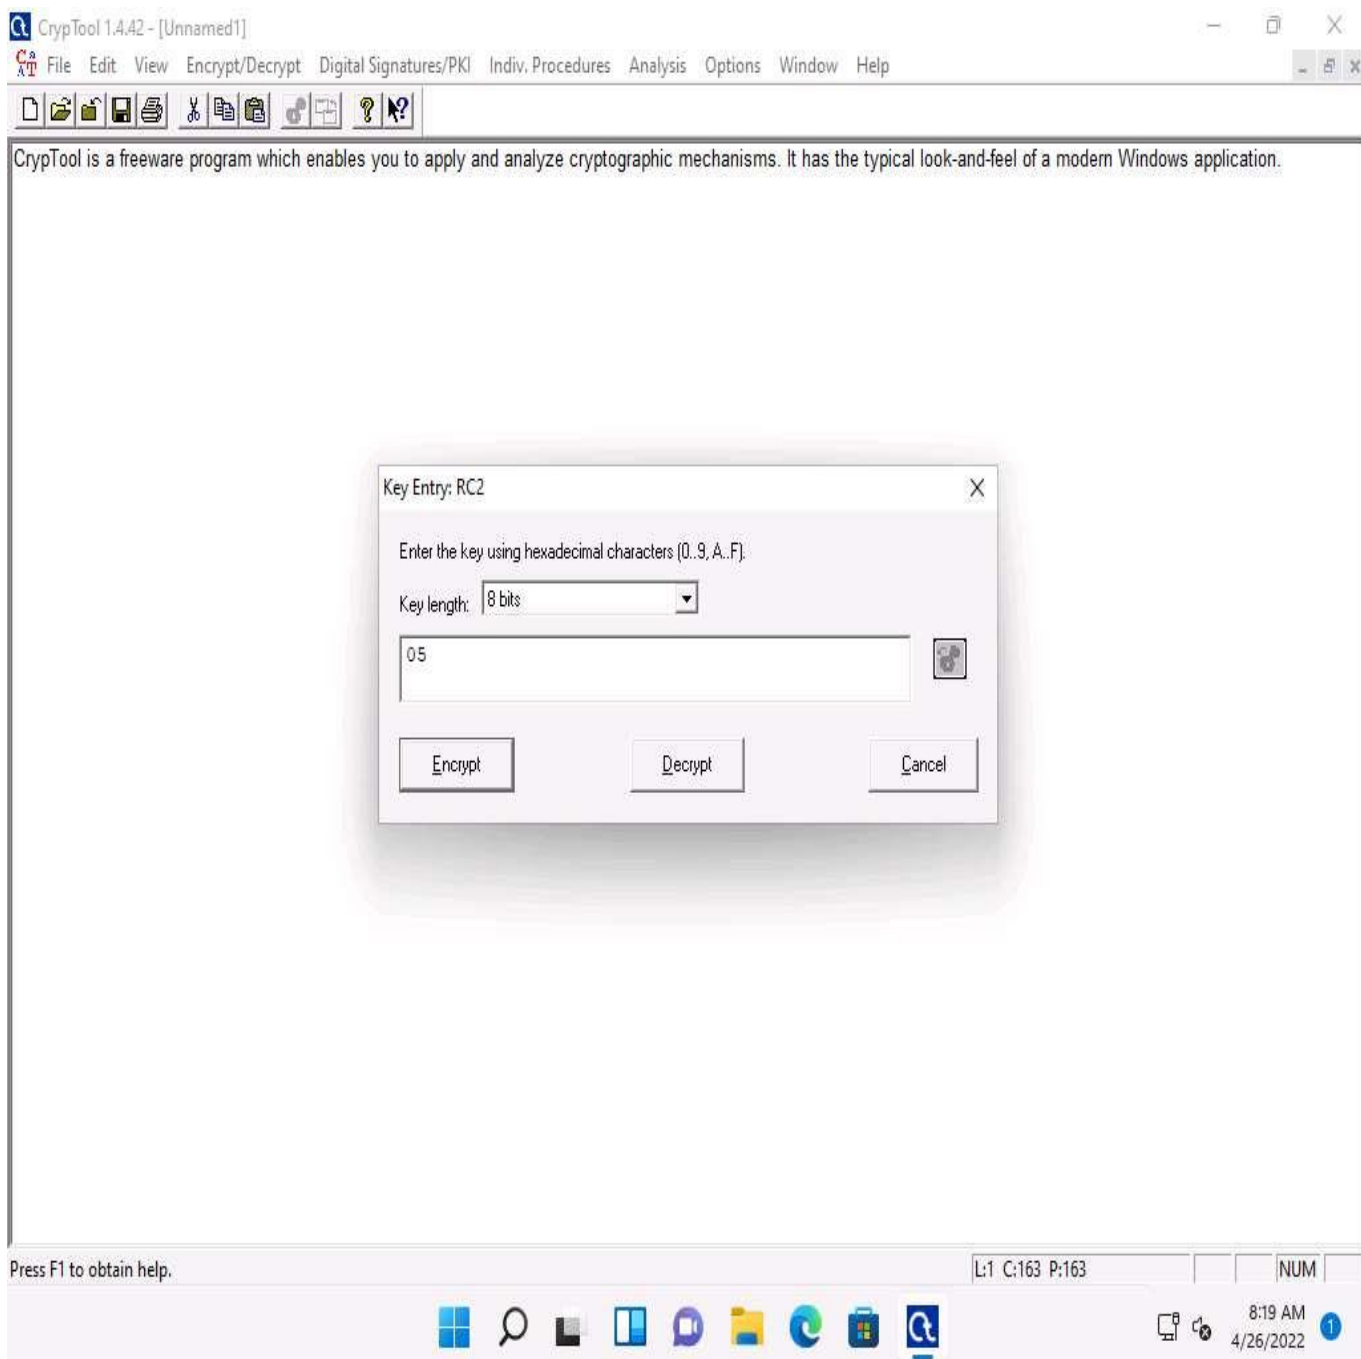 CrypTool 1.4.42 - [Unnamed1]
File Edit View Encrypt/Decrypt Digital Signatures/PKI Indiv. Procedures Analysis Options Window Help
CrypTool is a freeware program which enables you to apply and analyze cryptographic mechanisms. It has the typical look-and-feel of a modern Windows application.
Key Entry: RC2
Enter the key using hexadecimal characters (0..9, A..F).
Key length: 8 bits
05
Encrypt Decrypt Cancel
Press F1 to obtain help. L:1 C:163 P:163 NUM
8:19 AM
4/26/2022 1